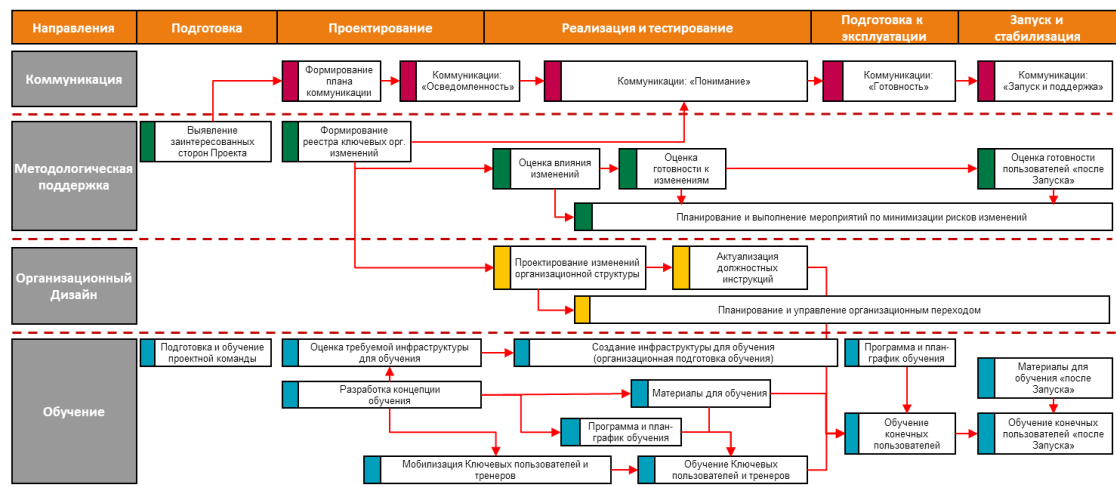 Направления
Подготовка
Проектирование
Реализация и тестирование
Подготовка к
эксплуатации
Запуск и
стабилизация
Коммуникация
Формирование
плана
коммуникации
Коммуникации:
«Осведомленность»
Коммуникации: «Понимание»
Коммуникации:
«Готовность»
Коммуникации:
«Запуск и поддержка»
Методологическая
поддержка
Выявление
заинтересованных
сторон Проекта
Формирование
реестра ключевых орг.
изменений
Оценка влияния
изменений
Оценка
готовности к
изменениям
Оценка готовности
пользователей «после
Запуска»
Планирование и выполнение мероприятий по минимизации рисков изменений
Организационный
Дизайн
Проектирование изменений
организационной структуры
Актуализация
должностных
инструкций
Планирование и управление организационным переходом
Обучение
Подготовка и обучение
проектной команды
Оценка требуемой инфраструктуры
для обучения
Создание инфраструктуры для обучения
(организационная подготовка обучения)
Программа и план-
график обучения
Материалы для
обучения «после
Запуска»
Разработка концепции
обучения
Материалы для обучения
Программа и план-
график обучения
Обучение
конечных
пользователей
Обучение конечных
пользователей «после
Запуска»
Мобилизация Ключевых пользователей и
тренеров
Обучение Ключевых
пользователей и тренеров